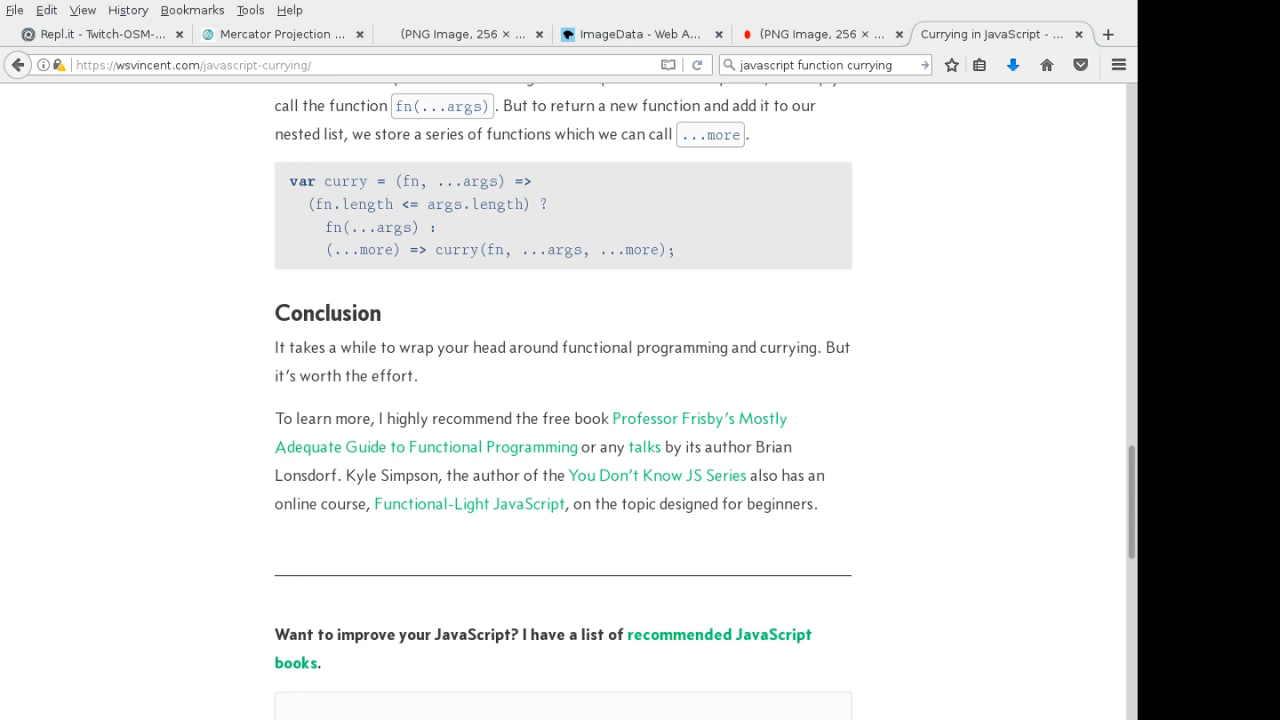 File Edit View History Bookmarks Tools Help
Repl.it - Twitch-OSM-... × Mercator Projection ... × (PNG Image, 256 × ... × ImageData - Web A... × (PNG Image, 256 × ... × Currying in JavaScript - ... × +
https://wsvincent.com/javascript-currying/ javascript function currying
call the function fn(...args). But to return a new function and add it to our
nested list, we store a series of functions which we can call ...more.
var curry = (fn, ...args) =>
(fn.length <= args.length) ?
fn(...args) :
(...more) => curry(fn, ...args, ...more);
Conclusion
It takes a while to wrap your head around functional programming and currying. But
it's worth the effort.
To learn more, I highly recommend the free book Professor Frisby's Mostly
Adequate Guide to Functional Programming or any talks by its author Brian
Lonsdorf. Kyle Simpson, the author of the You Don't Know JS Series also has an
online course, Functional-Light JavaScript, on the topic designed for beginners.
Want to improve your JavaScript? I have a list of recommended JavaScript
books.